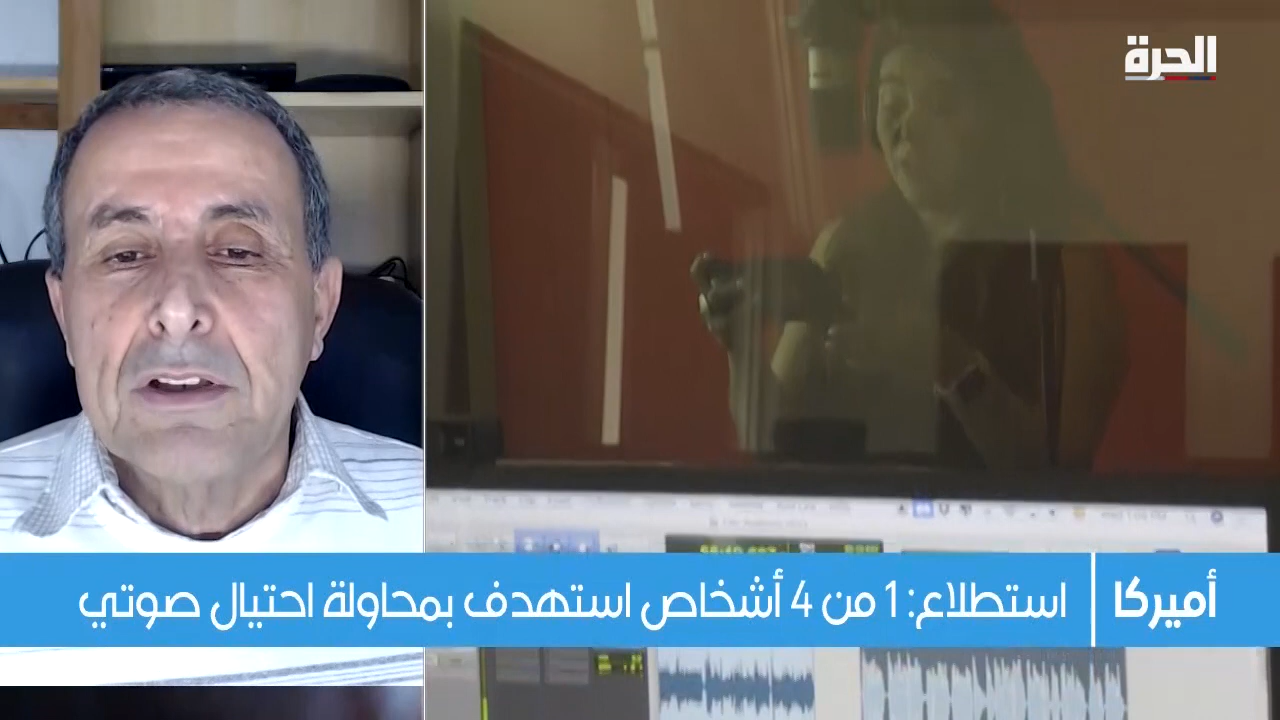 الحرة
أميركا
استطلاع: 1 من 4 أشخاص استهدف بمحاولة احتيال صوتي